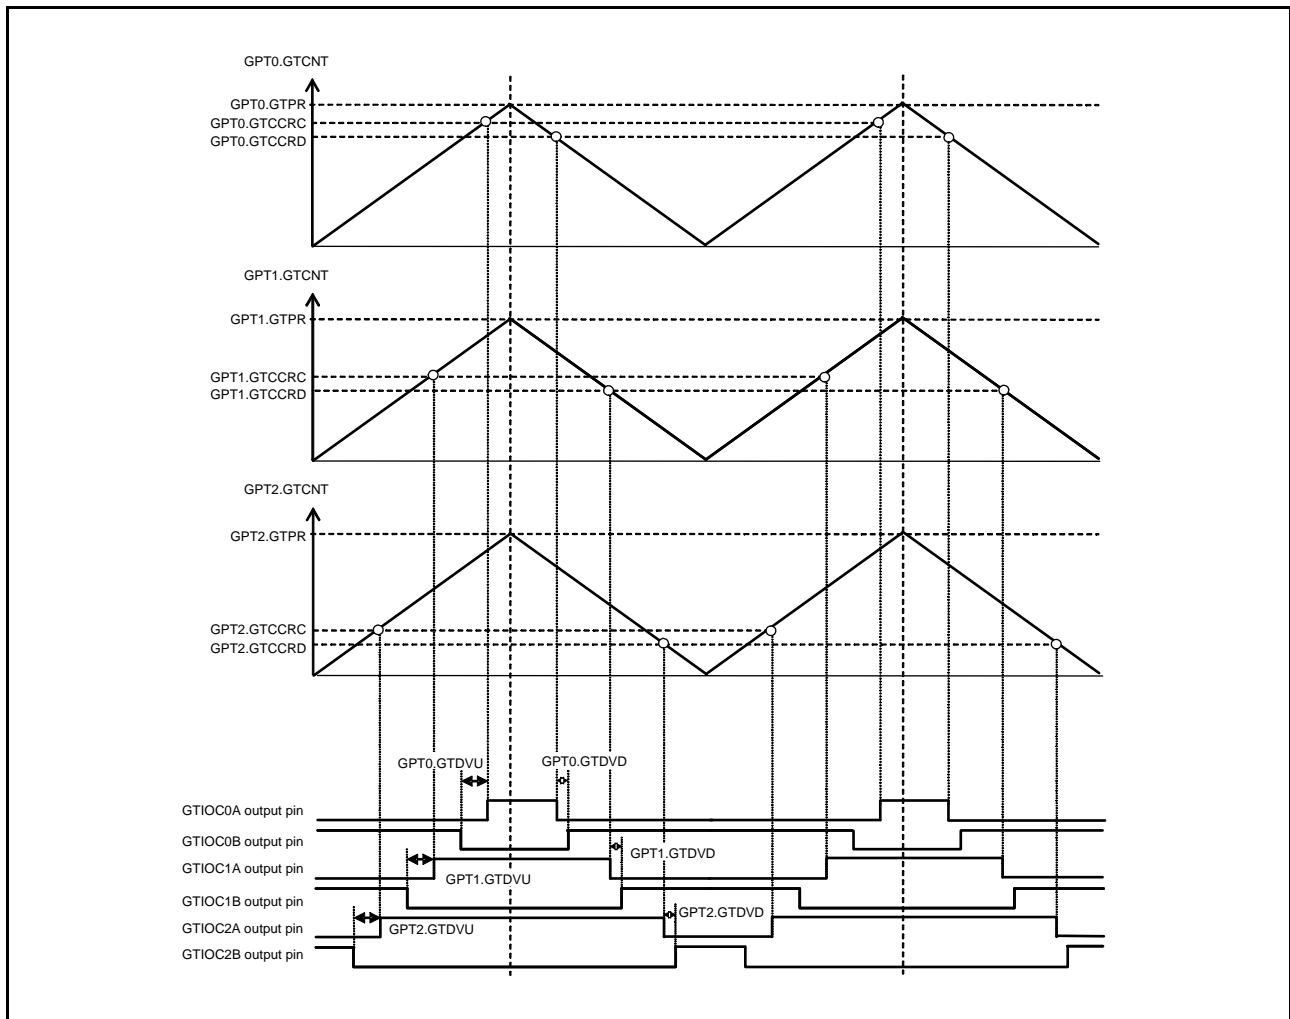 GPT0.GTCNT
GPT0.GTPR
GPT0.GTCCRC
GPT0.GTCCRD
GPT1.GTCNT
GPT1.GTPR
GPT1.GTCCRC
GPT1.GTCCRD
GPT2.GTCNT
GPT2.GTPR
GPT2.GTCCRC
GPT2.GTCCRD
GPT0.GTDVU
GPT0.GTDVD
GTIOC0A output pin
GTIOC0B output pin
GPT1.GTDVD
GTIOC1A output pin
GPT1.GTDVU
GTIOC1B output pin
GPT2.GTDVD
GTIOC2A output pin
GPT2.GTDVU
GTIOC2B output pin